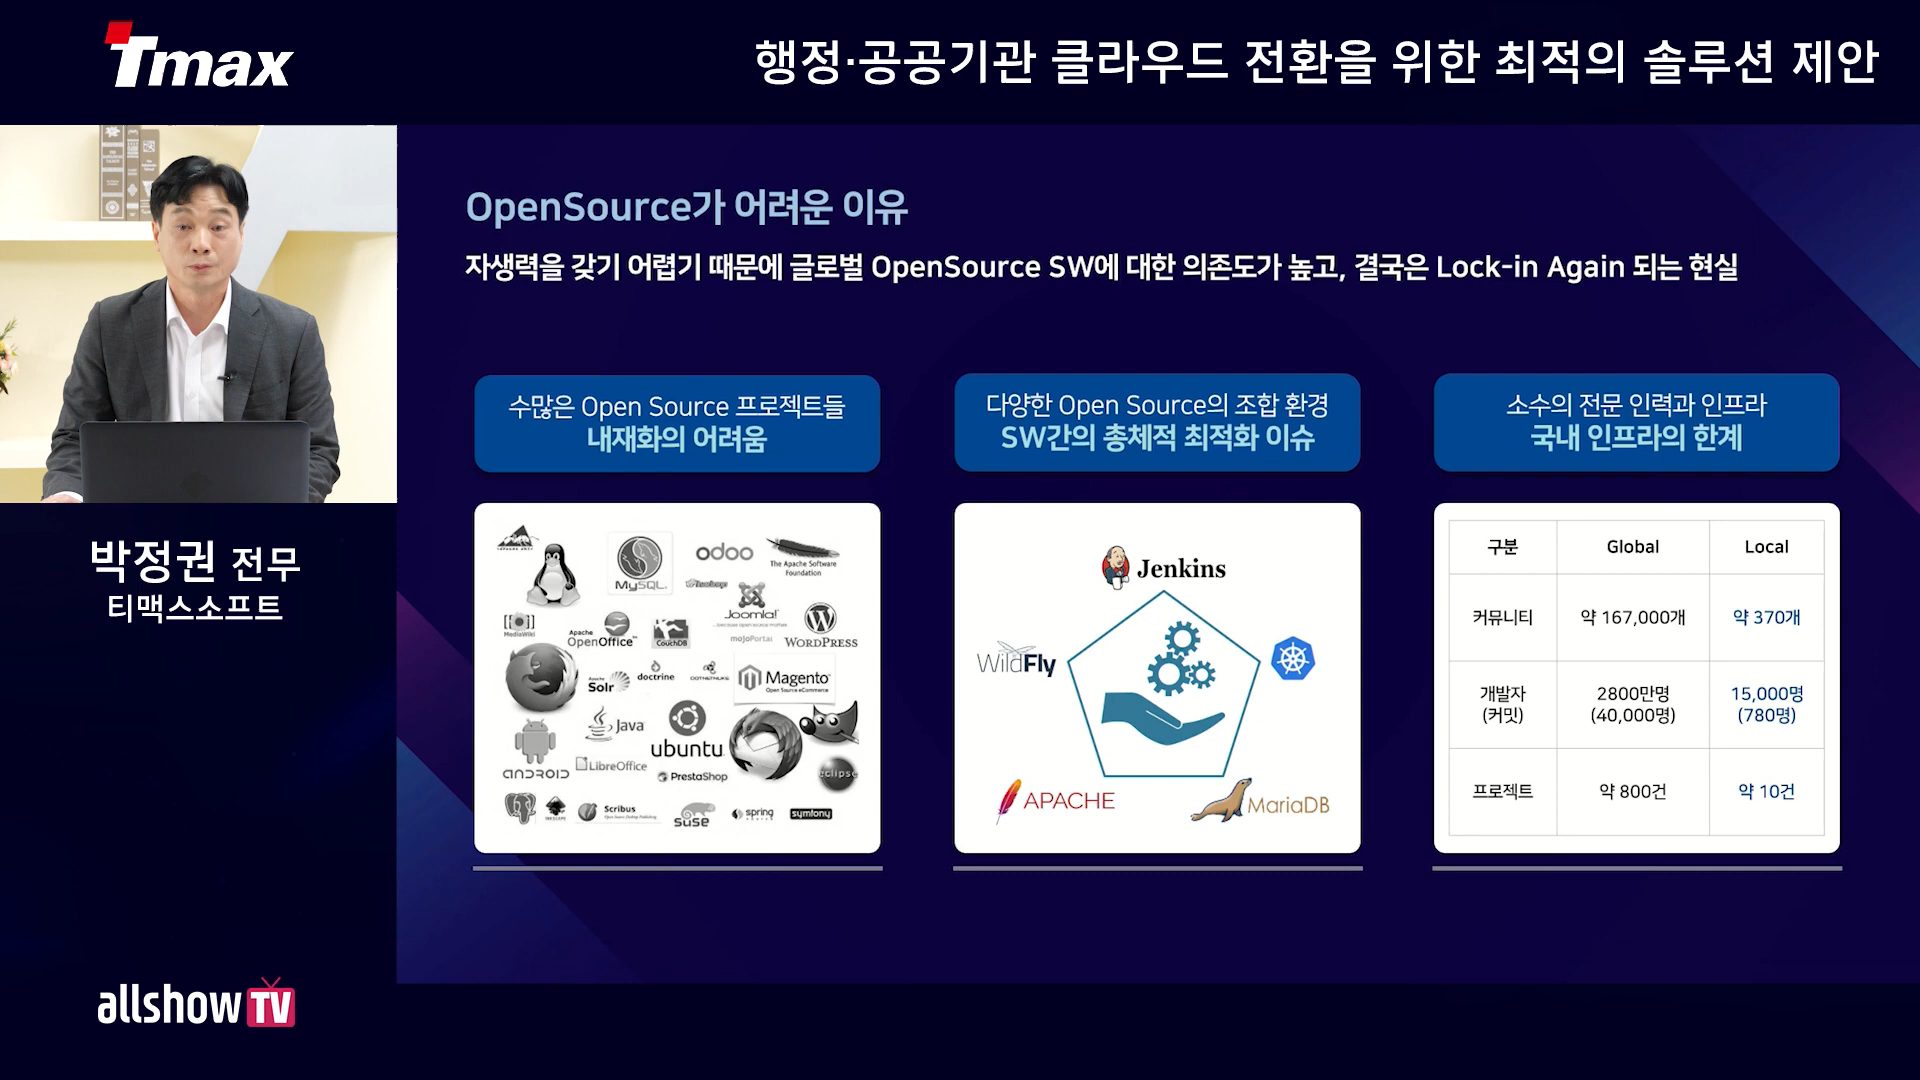 Tmax
행정·공공기관 클라우드 전환을 위한 최적의 솔루션 제안
박정권 전무
티맥스소프트
allshow TV
OpenSource가 어려운 이유
자생력을 갖기 어렵기 때문에 글로벌 OpenSource SW에 대한 의존도가 높고, 결국은 Lock-in Again 되는 현실
수많은 Open Source 프로젝트들
내재화의 어려움
MySQL
odoo
The Apache Software
Foundation
Joomla!
MediaWiki
Apache
OpenOffice
CouchDB
mojoPortal
WORDPRESS
Apache
Solr
doctrine
DOTNETNUKE
Magento
Open Source eCommerce
Java
ubuntu
ANDROID
LibreOffice
PrestaShop
eclipse
INKSCAPE
Scribus
SUSE
spring
symfony
다양한 Open Source의 조합 환경
SW간의 총체적 최적화 이슈
Jenkins
WildFly
APACHE
MariaDB
소수의 전문 인력과 인프라
국내 인프라의 한계
구분 Global Local
커뮤니티 약 167,000개 약 370개
개발자 2800만명 15,000명
(커밋) (40,000명) (780명)
프로젝트 약 800건 약 10건